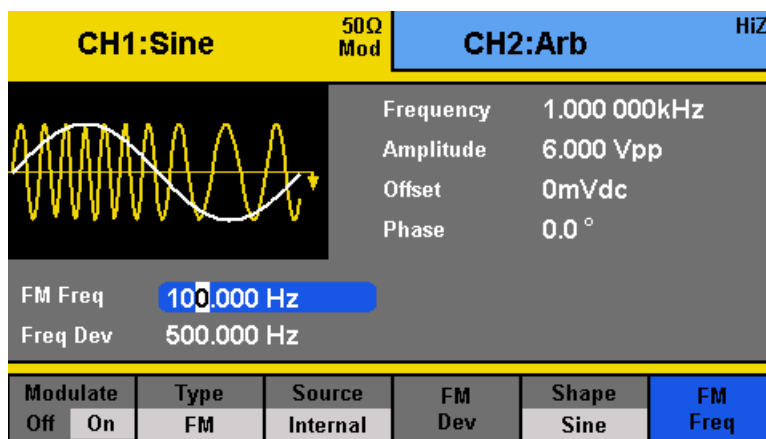 CH1:Sine
50Ω
Mod
CH2:Arb
HiZ
Frequency 1.000 000kHz
Amplitude 6.000 Vpp
Offset 0mVdc
Phase 0.0 °
FM Freq 100.000 Hz
Freq Dev 500.000 Hz
Modulate Type Source FM Shape FM
Off On FM Internal Dev Sine Freq